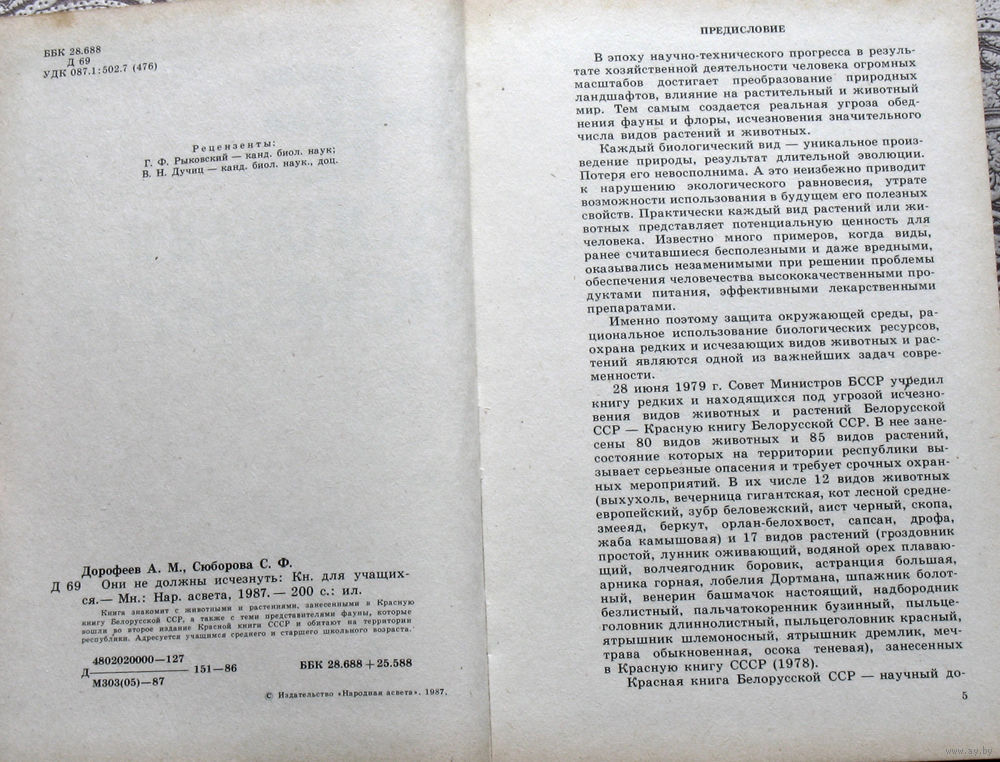 ББК 28.688
Д 69
УДК 087.1:502.7 (476)
Рецензенты:
Г. Ф. Рыковский — канд. биол. наук;
В. Н. Дучиц — канд. биол. наук., доц.
Дорофеев А. М., Сюборова С. Ф.
Д 69 Они не должны исчезнуть: Кн. для учащих-
ся.— Мн.: Нар. асвета, 1987.— 200 с.: ил.
Книга знакомит с животными и растениями, занесенными в Красную
книгу Белорусской ССР, а также с теми представителями фауны, которые
вошли во второе издание Красной книги СССР и обитают на территории
республики. Адресуется учащимся среднего и старшего школьного возраста.
4802020000—127
Д 151—86
М303(05)—87
ББК 28.688+25.588
© Издательство «Народная асвета», 1987.
ПРЕДИСЛОВИЕ
В эпоху научно-технического прогресса в резуль-
тате хозяйственной деятельности человека огромных
масштабов достигает преобразование природных
ландшафтов, влияние на растительный и животный
мир. Тем самым создается реальная угроза обед-
нения фауны и флоры, исчезновения значительного
числа видов растений и животных.
Каждый биологический вид — уникальное произ-
ведение природы, результат длительной эволюции.
Потеря его невосполнима. А это неизбежно приводит
к нарушению экологического равновесия, утрате
возможности использования в будущем его полезных
свойств. Практически каждый вид растений или жи-
вотных представляет потенциальную ценность для
человека. Известно много примеров, когда виды,
ранее считавшиеся бесполезными и даже вредными,
оказывались незаменимыми при решении проблемы
обеспечения человечества высококачественными про-
дуктами питания, эффективными лекарственными
препаратами.
Именно поэтому защита окружающей среды, ра-
циональное использование биологических ресурсов,
охрана редких и исчезающих видов животных и рас-
тений являются одной из важнейших задач совре-
менности.
28 июня 1979 г. Совет Министров БССР учредил
книгу редких и находящихся под угрозой исчезно-
вения видов животных и растений Белорусской
ССР — Красную книгу Белорусской ССР. В нее зане-
сены 80 видов животных и 85 видов растений,
состояние которых на территории республики вы-
зывает серьезные опасения и требует срочных охран-
ных мероприятий. В их числе 12 видов животных
(выхухоль, вечерница гигантская, кот лесной средне-
европейский, зубр беловежский, аист черный, скопа,
змееяд, беркут, орлан-белохвост, сапсан, дрофа,
жаба камышовая) и 17 видов растений (гроздовник
простой, лунник оживающий, водяной орех плаваю-
щий, волчеягодник боровик, астранция большая,
арника горная, лобелия Дортмана, шпажник болот-
ный, венерин башмачок настоящий, надбородник
безлистный, пальчатокоренник бузинный, пыльце-
головник длиннолистный, пыльцеголовник красный,
ятрышник шлемоносный, ятрышник дремлик, меч-
трава обыкновенная, осока теневая), занесенных
в Красную книгу СССР (1978).
Красная книга Белорусской ССР — научный до-
5
www.ay.by